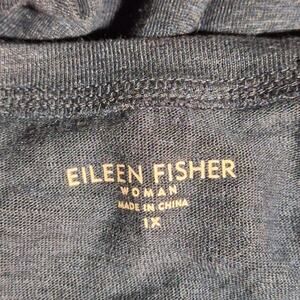 EILEEN FISHER
WOMAN
MADE IN CHINA
1X